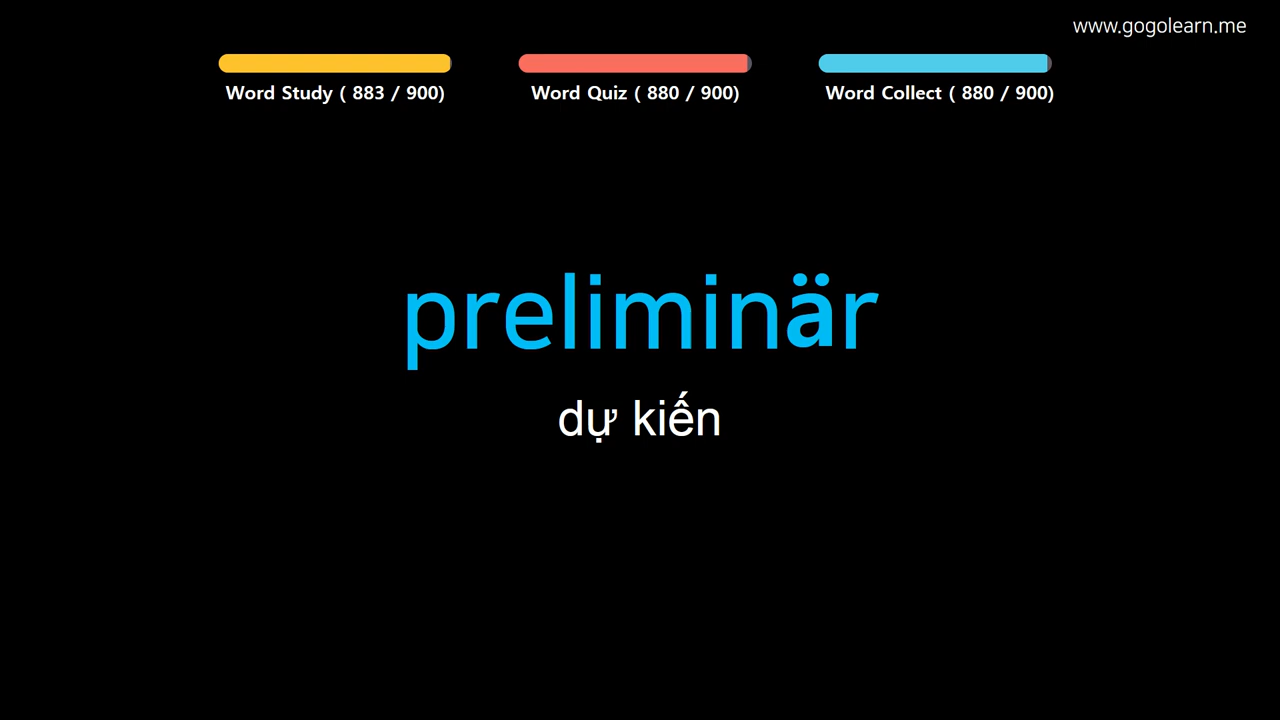 www.gogolearn.me
Word Study ( 883 / 900)
Word Quiz ( 880 / 900)
Word Collect ( 880 / 900)
preliminär
dự kiến